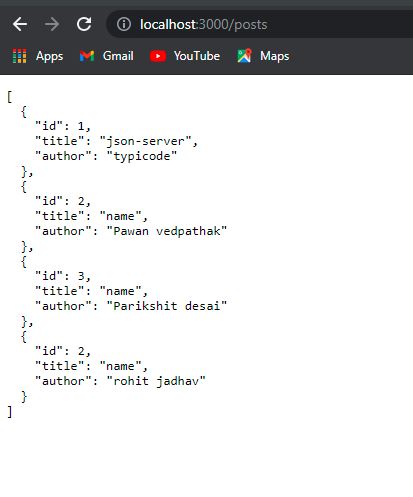 localhost:3000/posts
Apps Gmail YouTube Maps
[
  {
    "id": 1,
    "title": "json-server",
    "author": "typicode"
  },
  {
    "id": 2,
    "title": "name",
    "author": "Pawan vedpathak"
  },
  {
    "id": 3,
    "title": "name",
    "author": "Parikshit desai"
  },
  {
    "id": 2,
    "title": "name",
    "author": "rohit jadhav"
  }
]